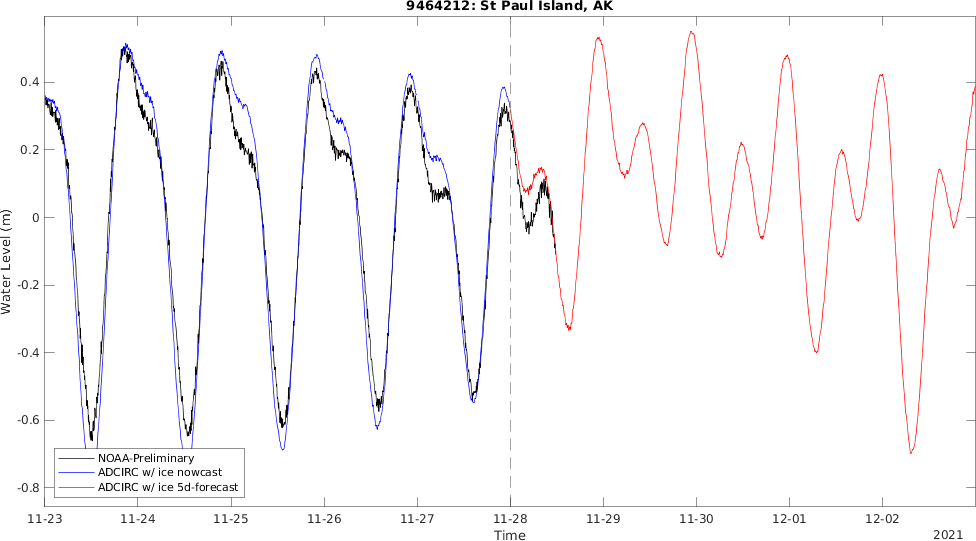 9464212: St Paul Island, AK
Water Level (m)
0.4
0.2
0
-0.2
-0.4
-0.6
-0.8
NOAA-Preliminary
ADCIRC w/ ice nowcast
ADCIRC w/ ice 5d-forecast
11-23 11-24 11-25 11-26 11-27 11-28 11-29 11-30 12-01 12-02
Time
2021